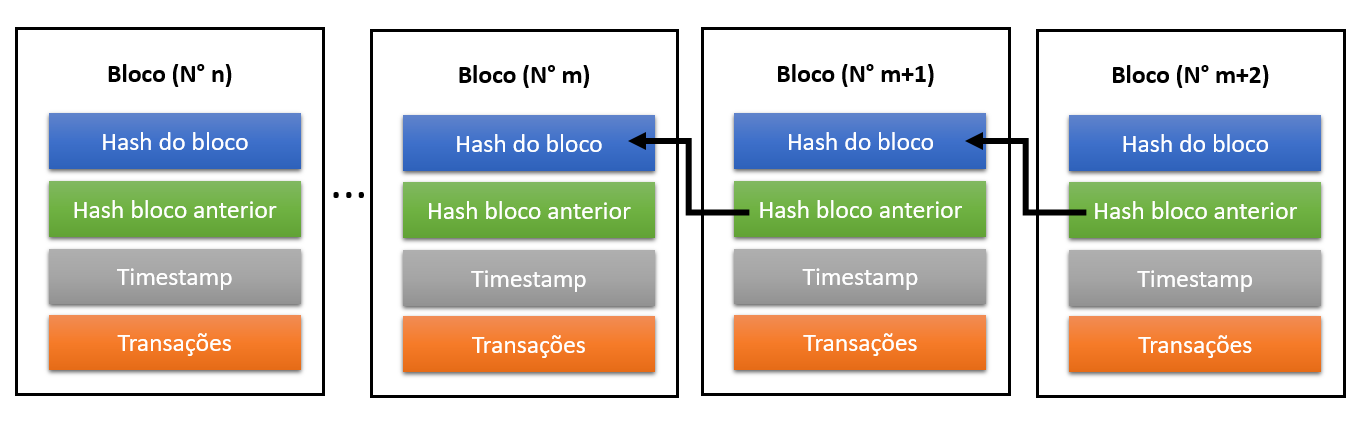 Bloco (N° n)
Hash do bloco
Hash bloco anterior
Timestamp
Transações
...
Bloco (N° m)
Hash do bloco
Hash bloco anterior
Timestamp
Transações
Bloco (N° m+1)
Hash do bloco
Hash bloco anterior
Timestamp
Transações
Bloco (N° m+2)
Hash do bloco
Hash bloco anterior
Timestamp
Transações